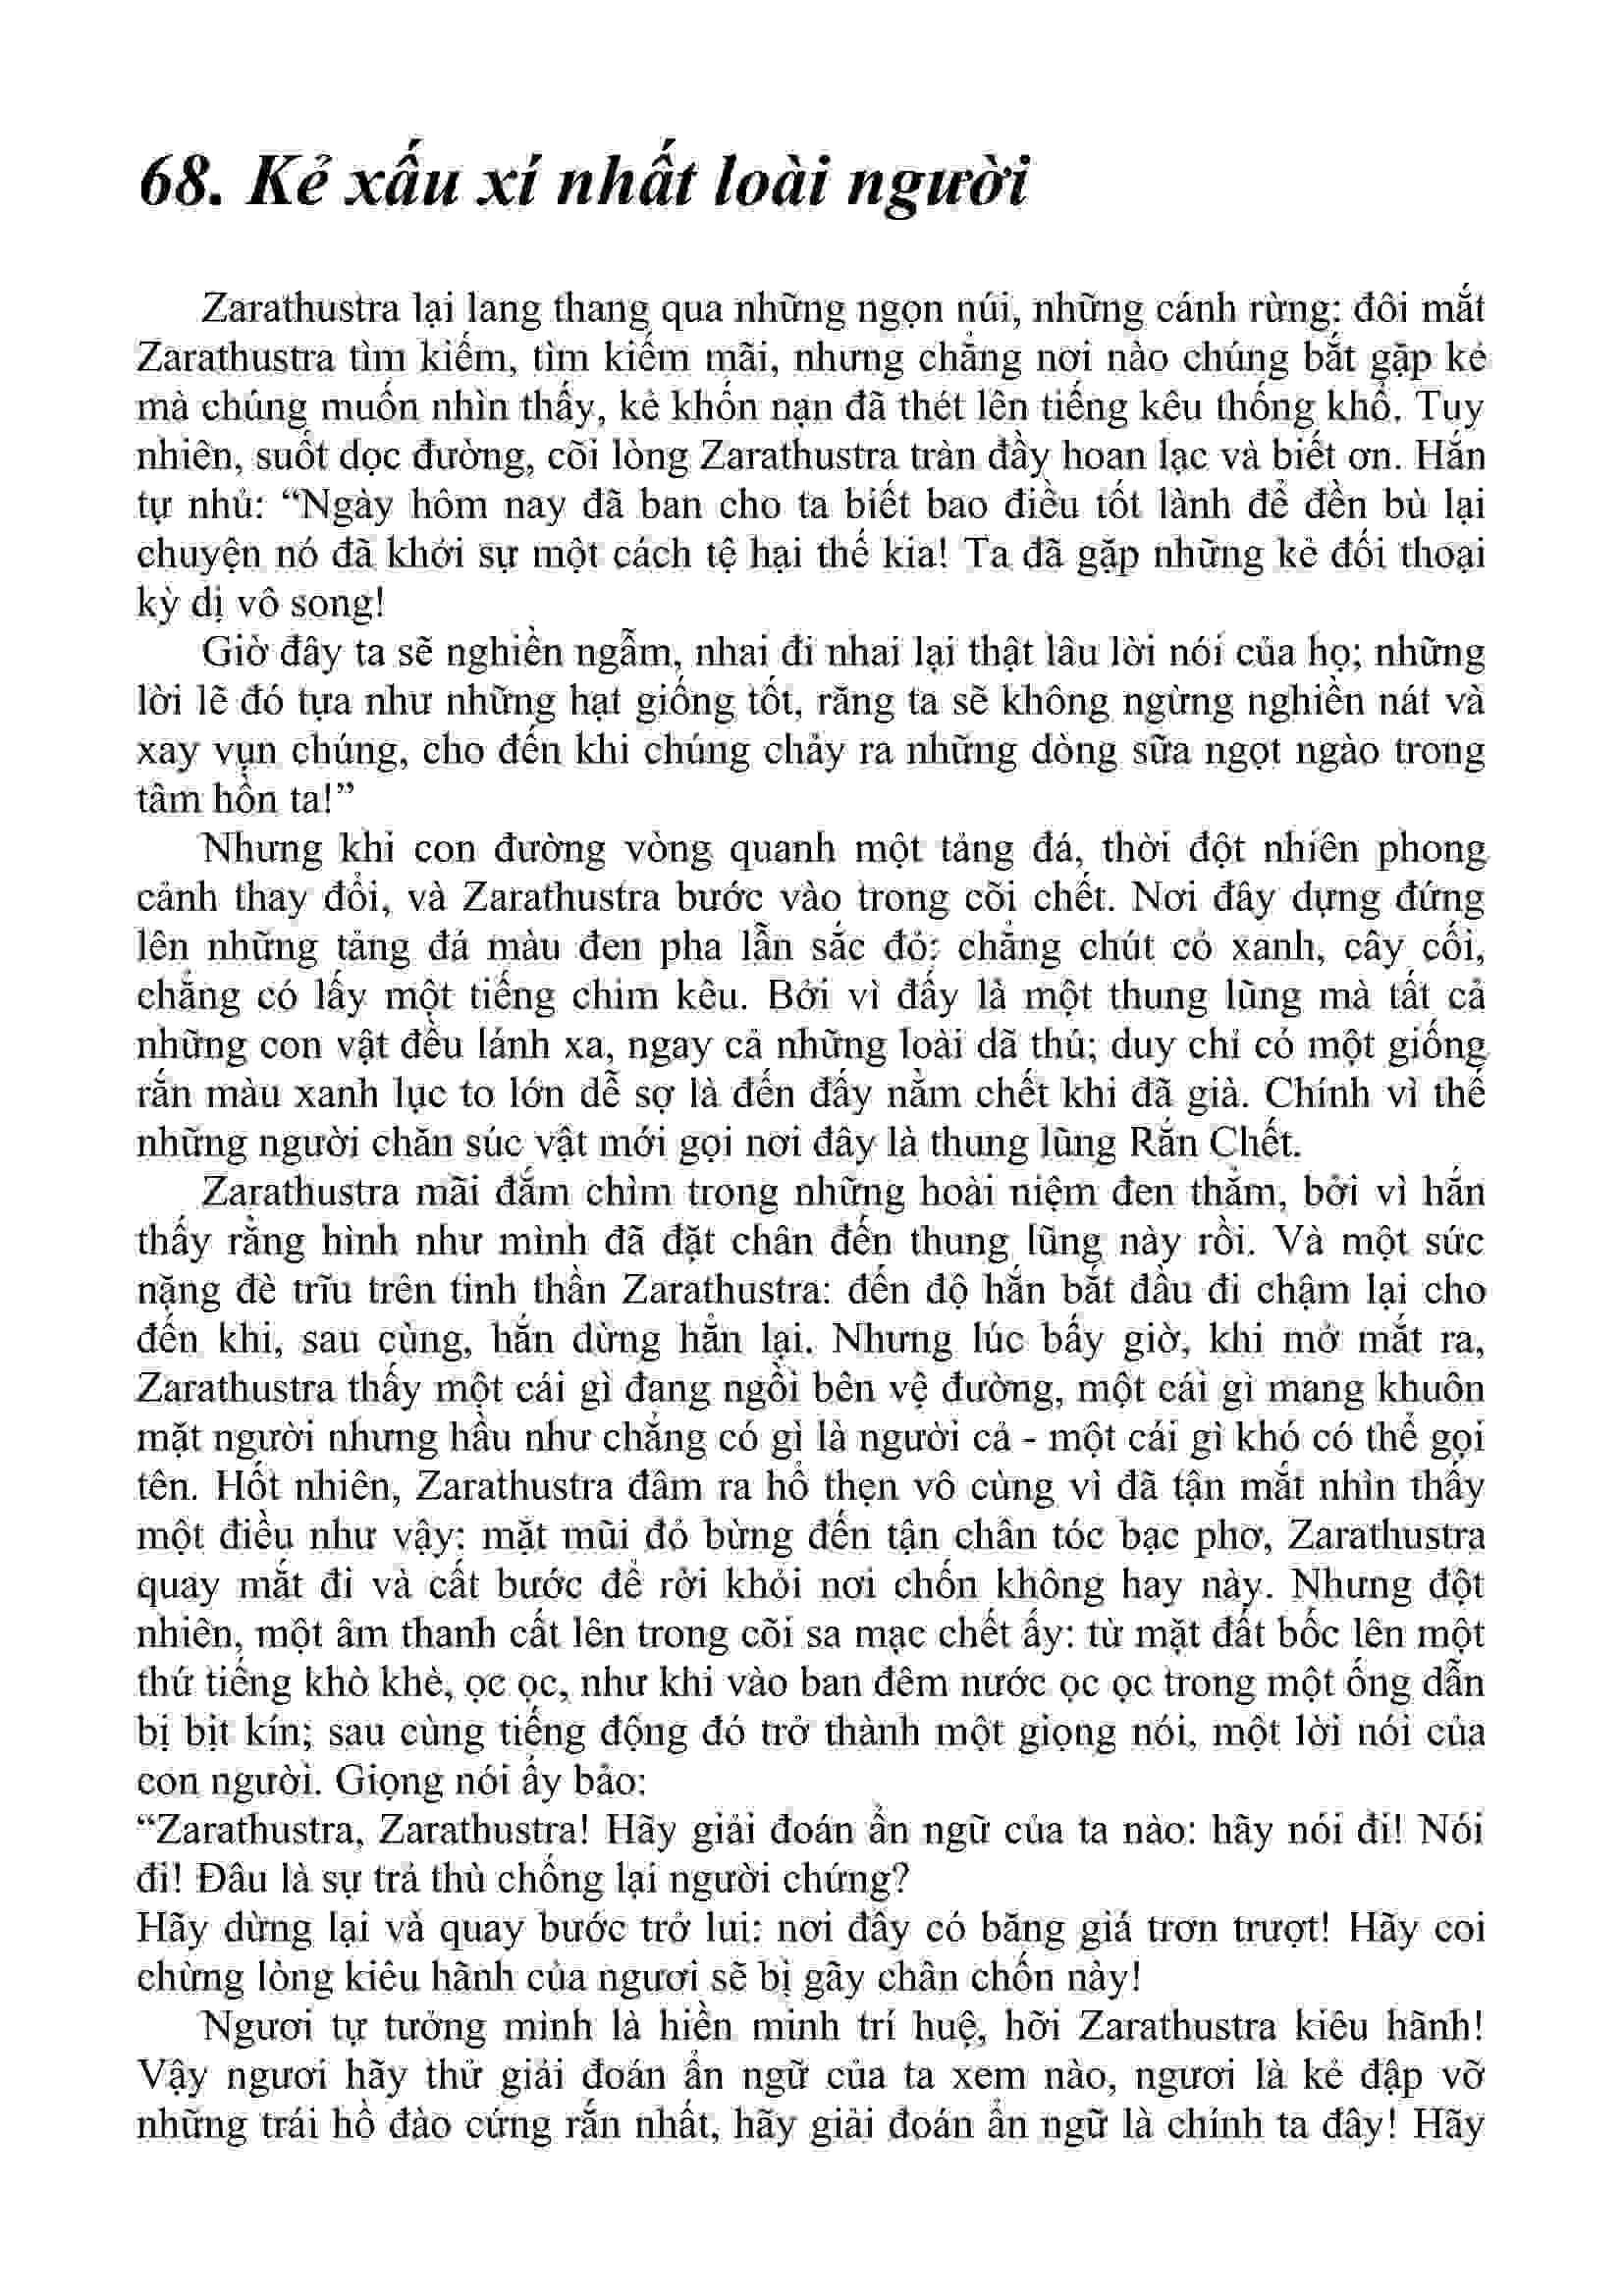 68. Kẻ xấu xí nhất loài người
Zarathustra lại lang thang qua những ngọn núi, những cánh rừng: đôi mắt
Zarathustra tìm kiếm, tìm kiếm mãi, nhưng chẳng nơi nào chúng bắt gặp kẻ
mà chúng muốn nhìn thấy, kẻ khốn nạn đã thét lên tiếng kêu thống khổ. Tuy
nhiên, suốt dọc đường, cõi lòng Zarathustra tràn đầy hoan lạc và biết ơn. Hắn
tự nhủ: “Ngày hôm nay đã ban cho ta biết bao điều tốt lành để đền bù lại
chuyện nó đã khởi sự một cách tệ hại thế kia! Ta đã gặp những kẻ đối thoại
kỳ dị vô song!
Giờ đây ta sẽ nghiền ngẫm, nhai đi nhai lại thật lâu lời nói của họ; những
lời lẽ đó tựa như những hạt giống tốt, răng ta sẽ không ngừng nghiền nát và
xay vụn chúng, cho đến khi chúng chảy ra những dòng sữa ngọt ngào trong
tâm hồn ta!”
Nhưng khi con đường vòng quanh một tảng đá, thời đột nhiên phong
cảnh thay đổi, và Zarathustra bước vào trong cõi chết. Nơi đây dựng đứng
lên những tảng đá màu đen pha lẫn sắc đỏ: chẳng chút cỏ xanh, cây cối,
chẳng có lấy một tiếng chim kêu. Bởi vì đấy là một thung lũng mà tất cả
những con vật đều lánh xa, ngay cả những loài dã thú; duy chỉ có một giống
rắn màu xanh lục to lớn dễ sợ là đến đấy nằm chết khi đã già. Chính vì thế
những người chăn súc vật mới gọi nơi đây là thung lũng Rắn Chết.
Zarathustra mãi đắm chìm trong những hoài niệm đen thẳm, bởi vì hắn
thấy rằng hình như mình đã đặt chân đến thung lũng này rồi. Và một sức
nặng đè trĩu trên tinh thần Zarathustra: đến độ hắn bắt đầu đi chậm lại cho
đến khi, sau cùng, hắn dừng hẳn lại. Nhưng lúc bấy giờ, khi mở mắt ra,
Zarathustra thấy một cái gì đang ngồi bên vệ đường, một cái gì mang khuôn
mặt người nhưng hầu như chẳng có gì là người cả - một cái gì khó có thể gọi
tên. Hốt nhiên, Zarathustra đâm ra hổ thẹn vô cùng vì đã tận mắt nhìn thấy
một điều như vậy: mặt mũi đỏ bừng đến tận chân tóc bạc phơ, Zarathustra
quay mắt đi và cất bước để rời khỏi nơi chốn không hay này. Nhưng đột
nhiên, một âm thanh cất lên trong cõi sa mạc chết ấy: từ mặt đất bốc lên một
thứ tiếng khò khè, ọc ọc, như khi vào ban đêm nước ọc ọc trong một ống dẫn
bị bịt kín; sau cùng tiếng động đó trở thành một giọng nói, một lời nói của
con người. Giọng nói ấy bảo:
“Zarathustra, Zarathustra! Hãy giải đoán ẩn ngữ của ta nào: hãy nói đi! Nói
đi! Đâu là sự trả thù chống lại người chứng?
Hãy dừng lại và quay bước trở lui: nơi đây có băng giá trơn trượt! Hãy coi
chừng lòng kiêu hãnh của ngươi sẽ bị gãy chân chốn này!
Ngươi tự tưởng mình là hiền minh trí huệ, hỡi Zarathustra kiêu hãnh!
Vậy ngươi hãy thử giải đoán ẩn ngữ của ta xem nào, ngươi là kẻ đập vỡ
những trái hồ đào cứng rắn nhất, hãy giải đoán ẩn ngữ là chính ta đây! Hãy